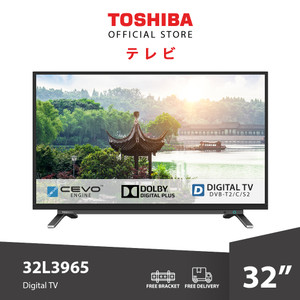 TOSHIBA
OFFICIAL STORE
テレビ
CEVO
ENGINE
DOLBY
DIGITAL PLUS
DIGITAL TV
DVB-T2/C/S2
32L3965
Digital TV
FREE BRACKET
FREE DELIVERY
32”